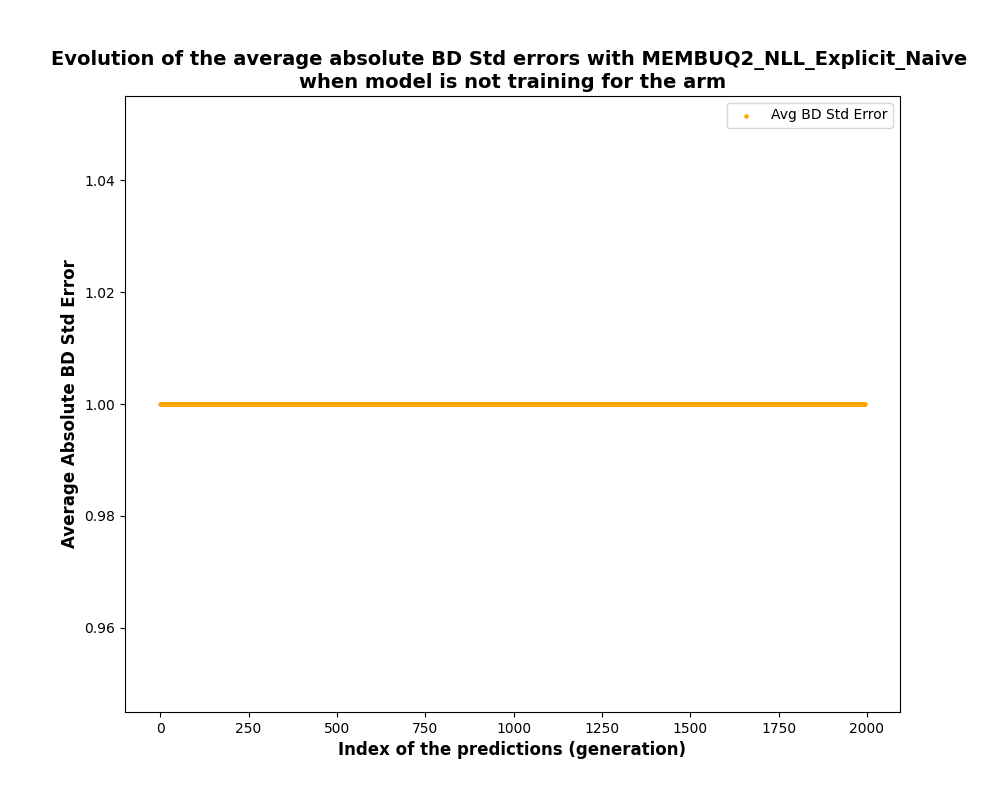 Evolution of the average absolute BD Std errors with MEMBUQ2_NLL_Explicit_Naive
when model is not training for the arm
Avg BD Std Error
1.04
1.02
1.00
0.98
0.96
Average Absolute BD Std Error
0 250 500 750 1000 1250 1500 1750 2000
Index of the predictions (generation)